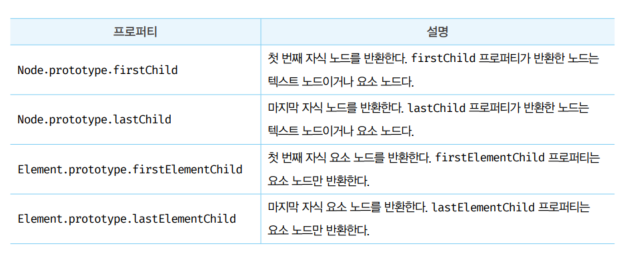 프로퍼티 설명
Node.prototype.firstChild
첫 번째 자식 노드를 반환한다. firstChild 프로퍼티가 반환한 노드는
텍스트 노드이거나 요소 노드다.
Node.prototype.lastChild
마지막 자식 노드를 반환한다. lastChild 프로퍼티가 반환한 노드는
텍스트 노드이거나 요소 노드다.
Element.prototype.firstElementChild
첫 번째 자식 요소 노드를 반환한다. firstElementChild 프로퍼티는
요소 노드만 반환한다.
Element.prototype.lastElementChild
마지막 자식 요소 노드를 반환한다. lastElementChild 프로퍼티는
요소 노드만 반환한다.